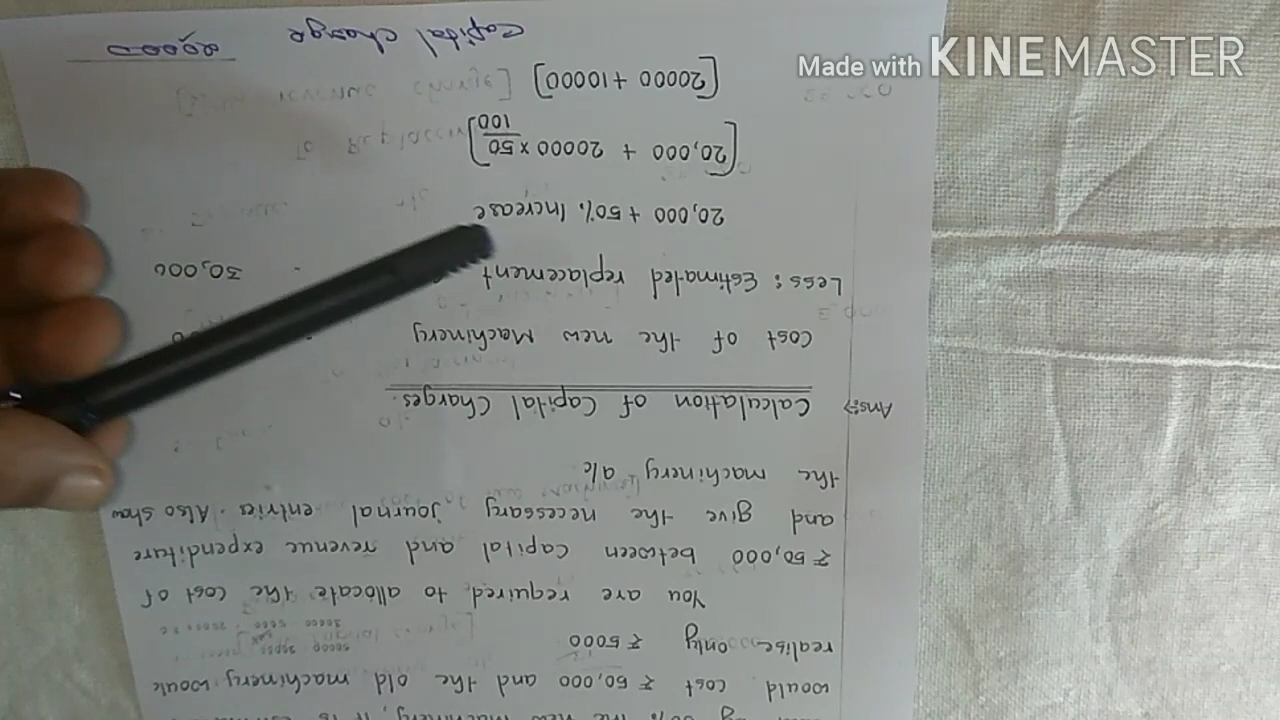 Made with KINEMASTER
would cost ₹ 50,000 and the old machinery would
realise only ₹ 5000
You are required to allocate the cost of
₹ 50,000 between capital and revenue expenditure
and give the necessary journal entries. Also show
the machinery a/c.
Ans:→ Calculation of Capital Charges.
Cost of the new Machinery
Less: Estimated replacement 30,000
20,000 + 50% Increase
[20,000 + 20000 x 50/100]
[20000 + 10000]
Capital charge 20,000